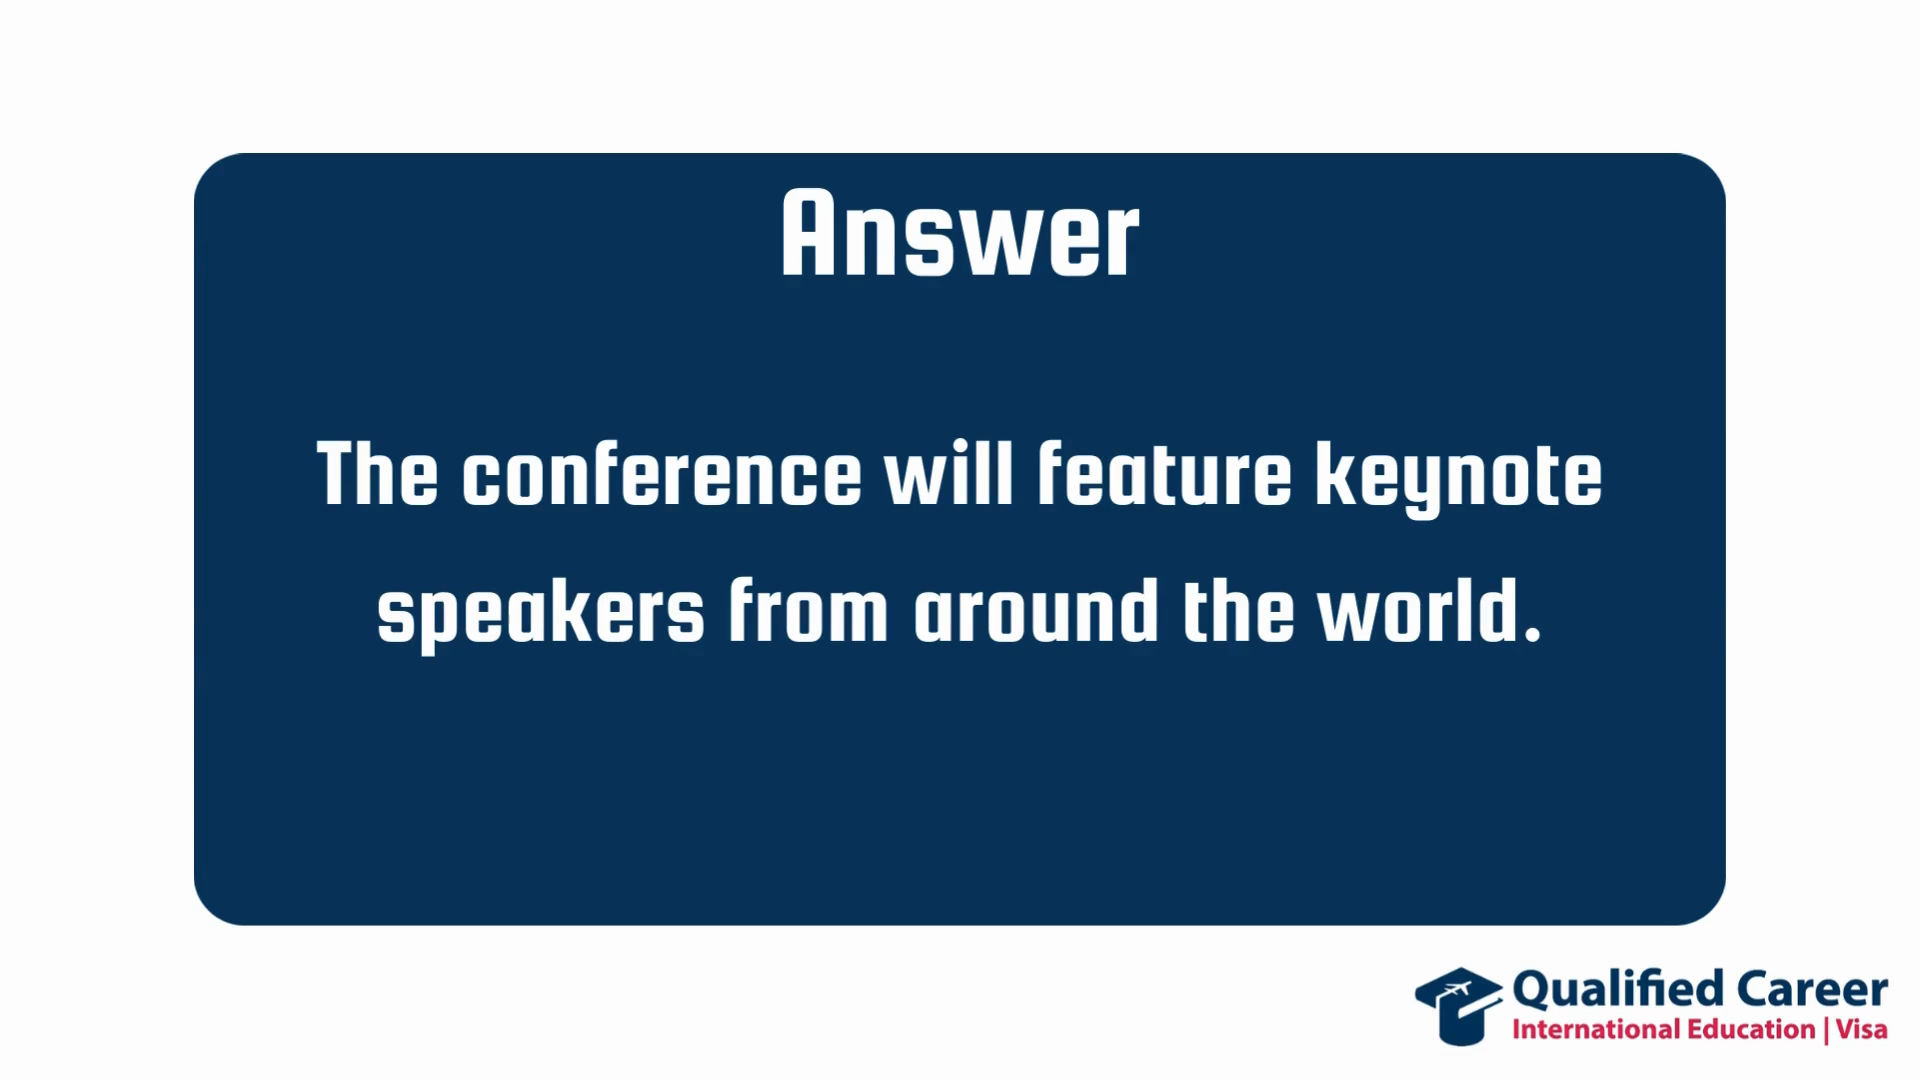 Answer
The conference will feature keynote
speakers from around the world.
Qualified Career
International Education | Visa